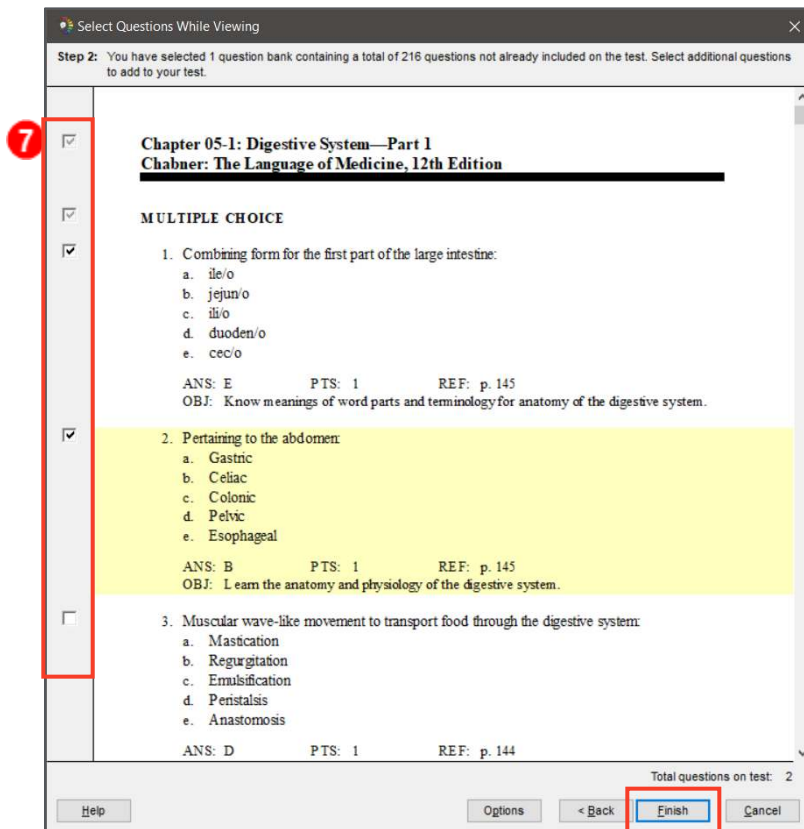 Select Questions While Viewing
Step 2: You have selected 1 question bank containing a total of 216 questions not already included on the test. Select additional questions
to add to your test.
7
Chapter 05-1: Digestive System—Part 1
Chabner: The Language of Medicine, 12th Edition
MULTIPLE CHOICE
1. Combining form for the first part of the large intestine:
a. ile/o
b. jejun/o
c. ili/o
d. duoden/o
e. cec/o
ANS: E PTS: 1 REF: p. 145
OBJ: Know meanings of word parts and terminology for anatomy of the digestive system.
2. Pertaining to the abdomen:
a. Gastric
b. Celiac
c. Colonic
d. Pelvic
e. Esophageal
ANS: B PTS: 1 REF: p. 145
OBJ: Learn the anatomy and physiology of the digestive system.
3. Muscular wave-like movement to transport food through the digestive system:
a. Mastication
b. Regurgitation
c. Emulsification
d. Peristalsis
e. Anastomosis
ANS: D PTS: 1 REF: p. 144
Total questions on test: 2
Help Options < Back Finish Cancel